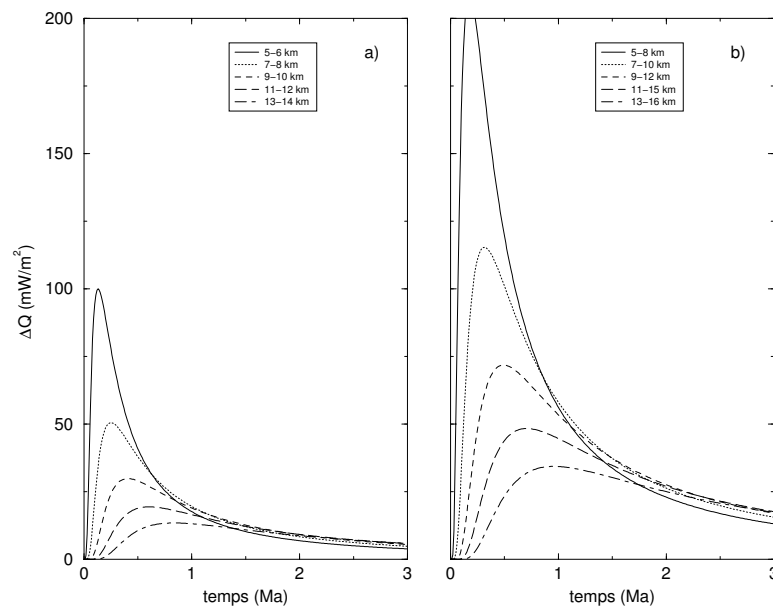 200
150
100
50
0
ΔQ (mW/m²)
a)
5–6 km
7–8 km
9–10 km
11–12 km
13–14 km
0
1
2
3
temps (Ma)
b)
5–8 km
7–10 km
9–12 km
11–15 km
13–16 km
0
1
2
3
temps (Ma)